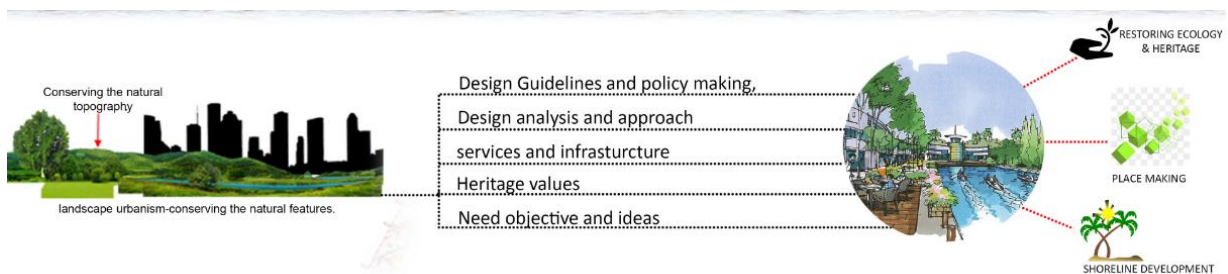 Conserving the natural
topography
landscape urbanism-conserving the natural features.
Design Guidelines and policy making,
Design analysis and approach
services and infrasturcture
Heritage values
Need objective and ideas
RESTORING ECOLOGY
& HERITAGE
PLACE MAKING
SHORELINE DEVELOPMENT